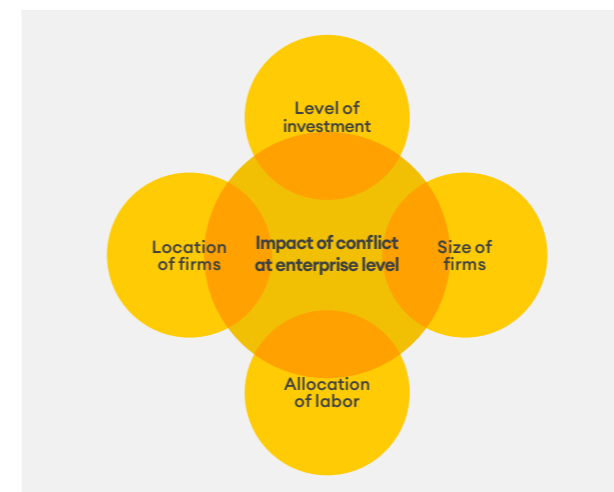 Level of
investment
Location
of firms
Impact of conflict
at enterprise level
Size of
firms
Allocation
of labor